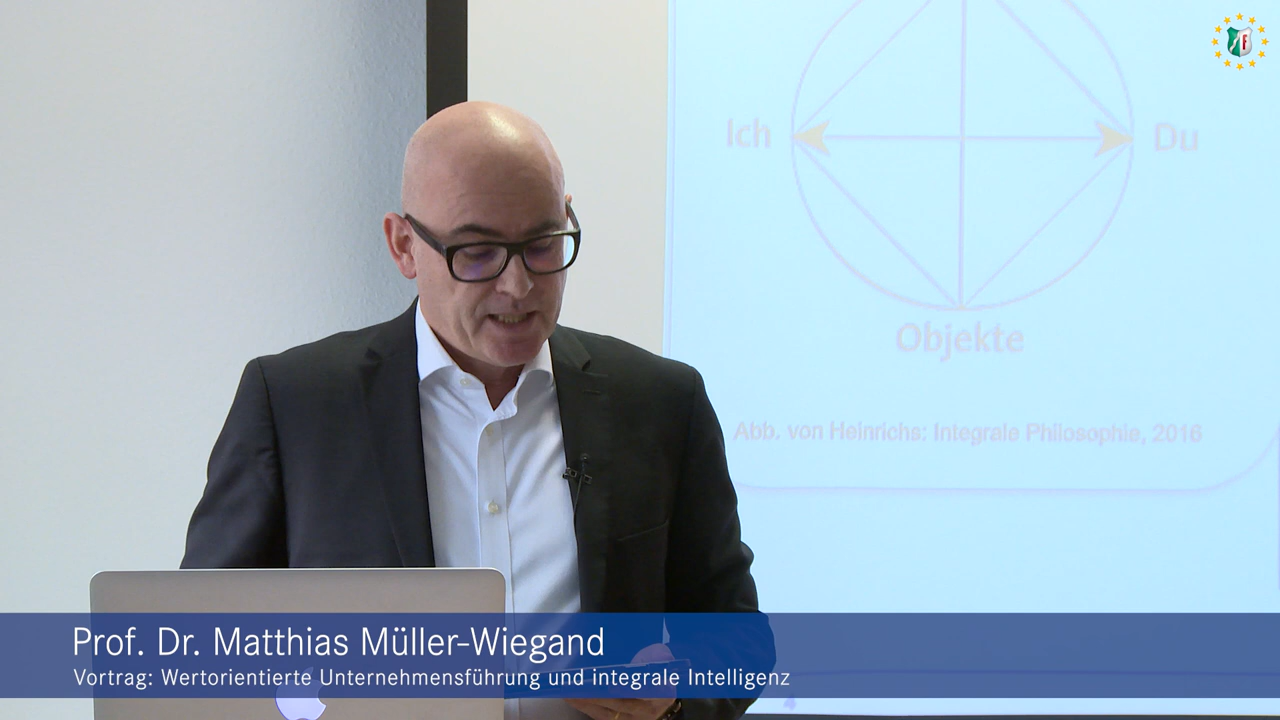 Ich
Du
Objekte
Abb. von Heinrichs: Integrale Philosophie, 2016
Prof. Dr. Matthias Müller-Wiegand
Vortrag: Wertorientierte Unternehmensführung und integrale Intelligenz
F